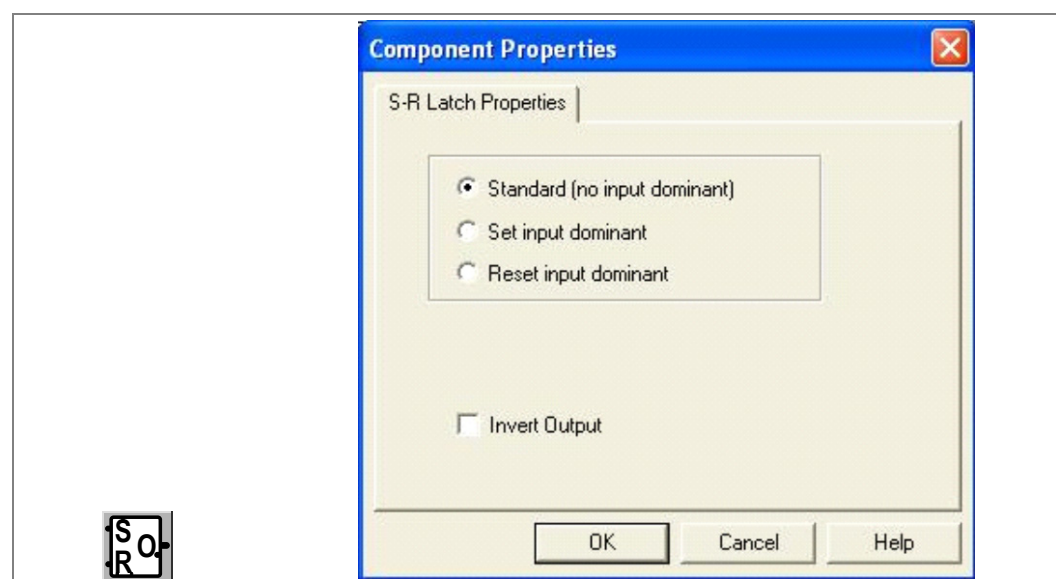 Component Properties
S-R Latch Properties
Standard (no input dominant)
Set input dominant
Reset input dominant
Invert Output
OK
Cancel
Help
S
O
R